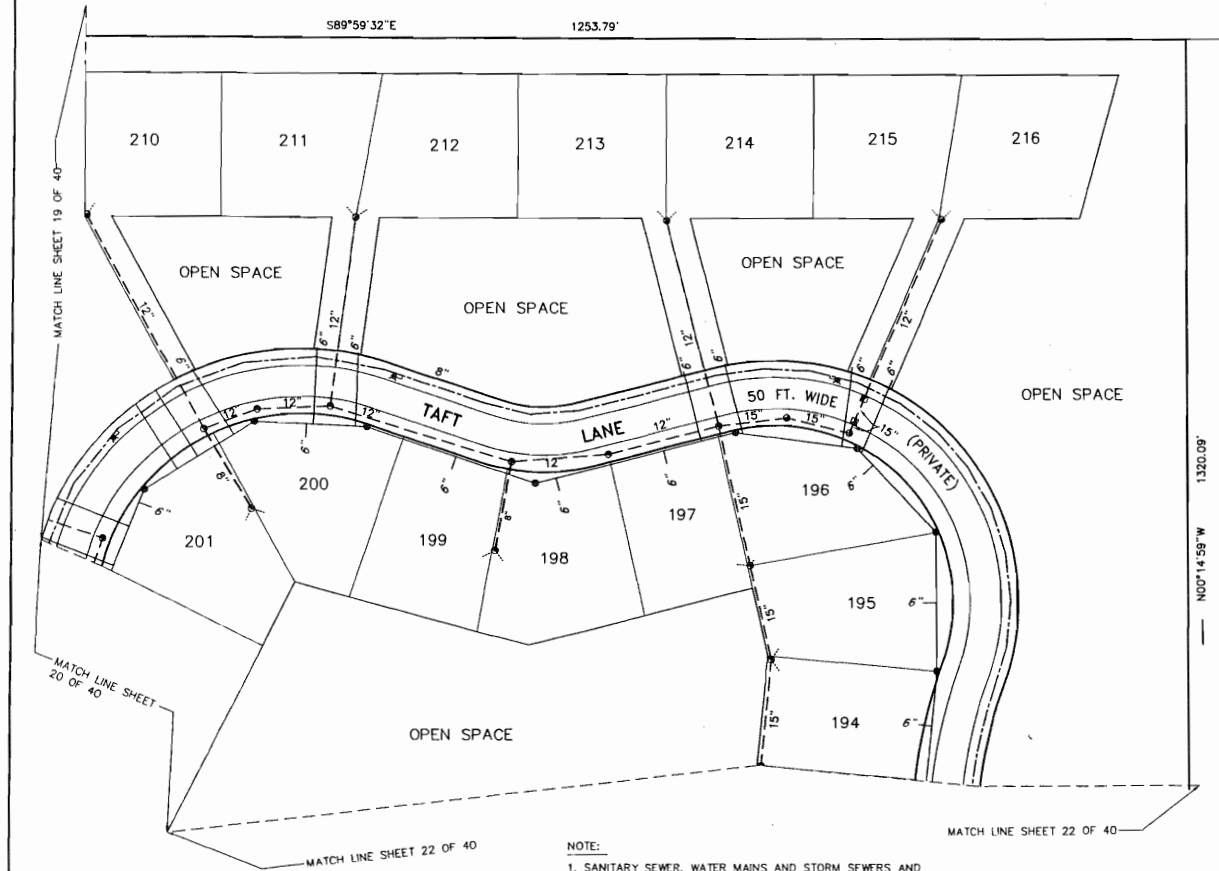 S89°59'32"E 1253.79'
210 211 212 213 214 215 216
MATCH LINE SHEET 19 OF 40
OPEN SPACE
OPEN SPACE
OPEN SPACE
OPEN SPACE
12"
6"
6"
12"
6"
8"
6"
12"
6"
6"
12"
6"
15"
12"
12"
12"
12"
12"
15"
15"
TAFT
LANE
50 FT. WIDE
(PRIVATE)
8"
6"
6"
6"
8"
6"
6"
15"
6"
201
200
199
198
197
196
195
6"
15"
194
6"
15"
1320.09'
N00°14'59"W
MATCH LINE SHEET
20 OF 40
OPEN SPACE
MATCH LINE SHEET 22 OF 40
MATCH LINE SHEET 22 OF 40
NOTE:
1. SANITARY SEWER, WATER MAINS AND STORM SEWERS AND